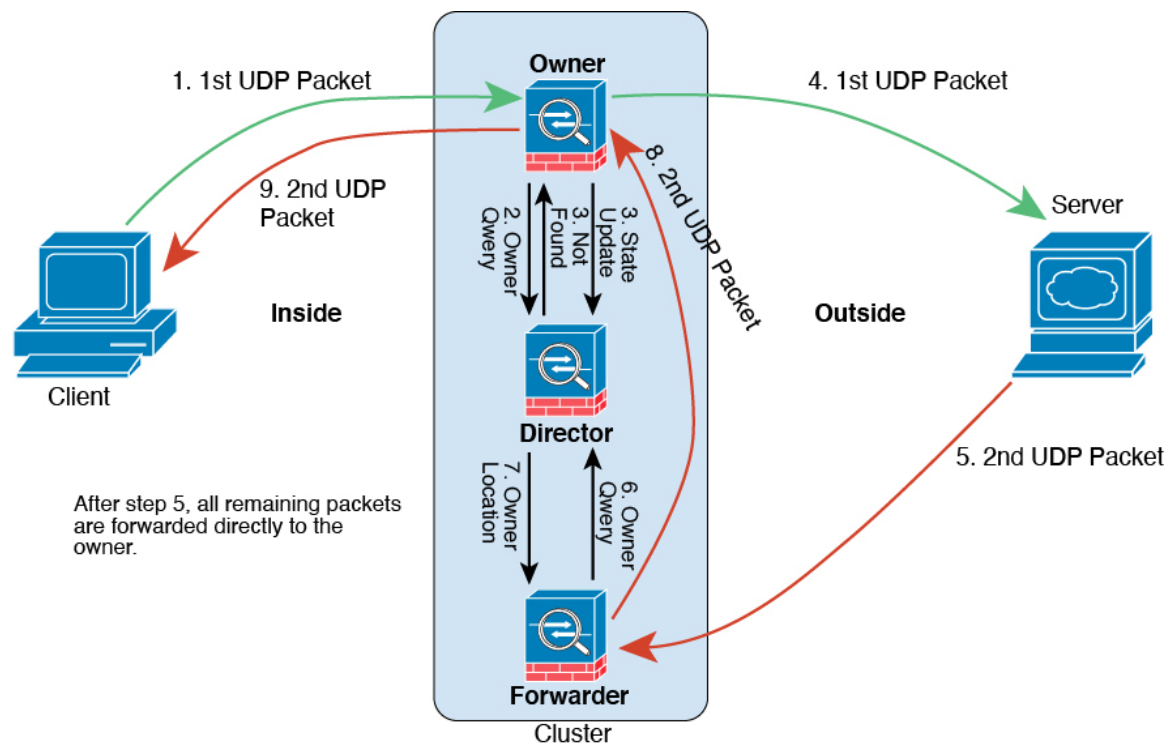 Owner
1. 1st UDP Packet
4. 1st UDP Packet
9. 2nd UDP
Packet
2. Owner
Qwery
3. Not
Found
3. State
Update
8. 2nd UDP Packet
Server
Inside
Outside
Client
Director
5. 2nd UDP Packet
After step 5, all remaining packets
are forwarded directly to the
owner.
7. Owner
Location
6. Owner
Qwery
Forwarder
Cluster